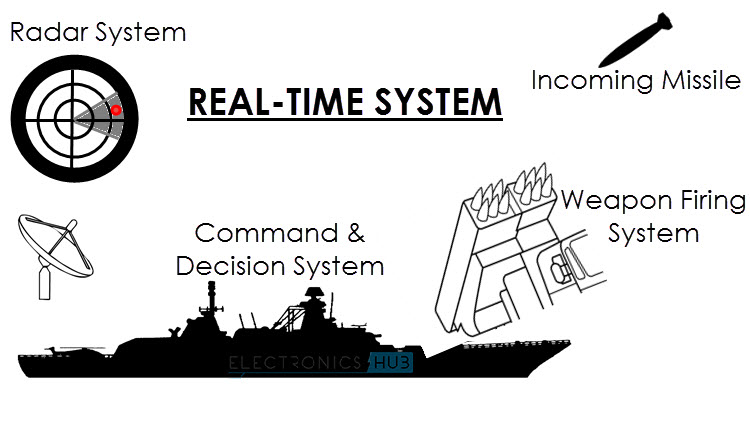 Radar System
REAL-TIME SYSTEM
Incoming Missile
Weapon Firing
System
Command &
Decision System
ELECTRONICS HUB